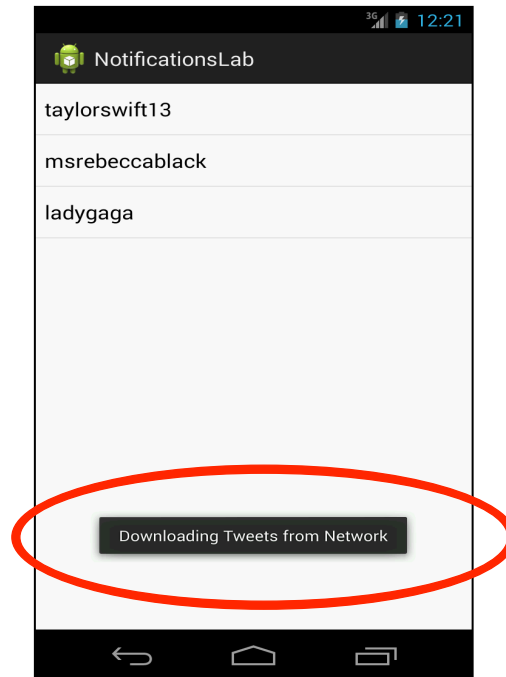 3G 12:21
NotificationsLab
taylorswift13
msrebeccablack
ladygaga
Downloading Tweets from Network